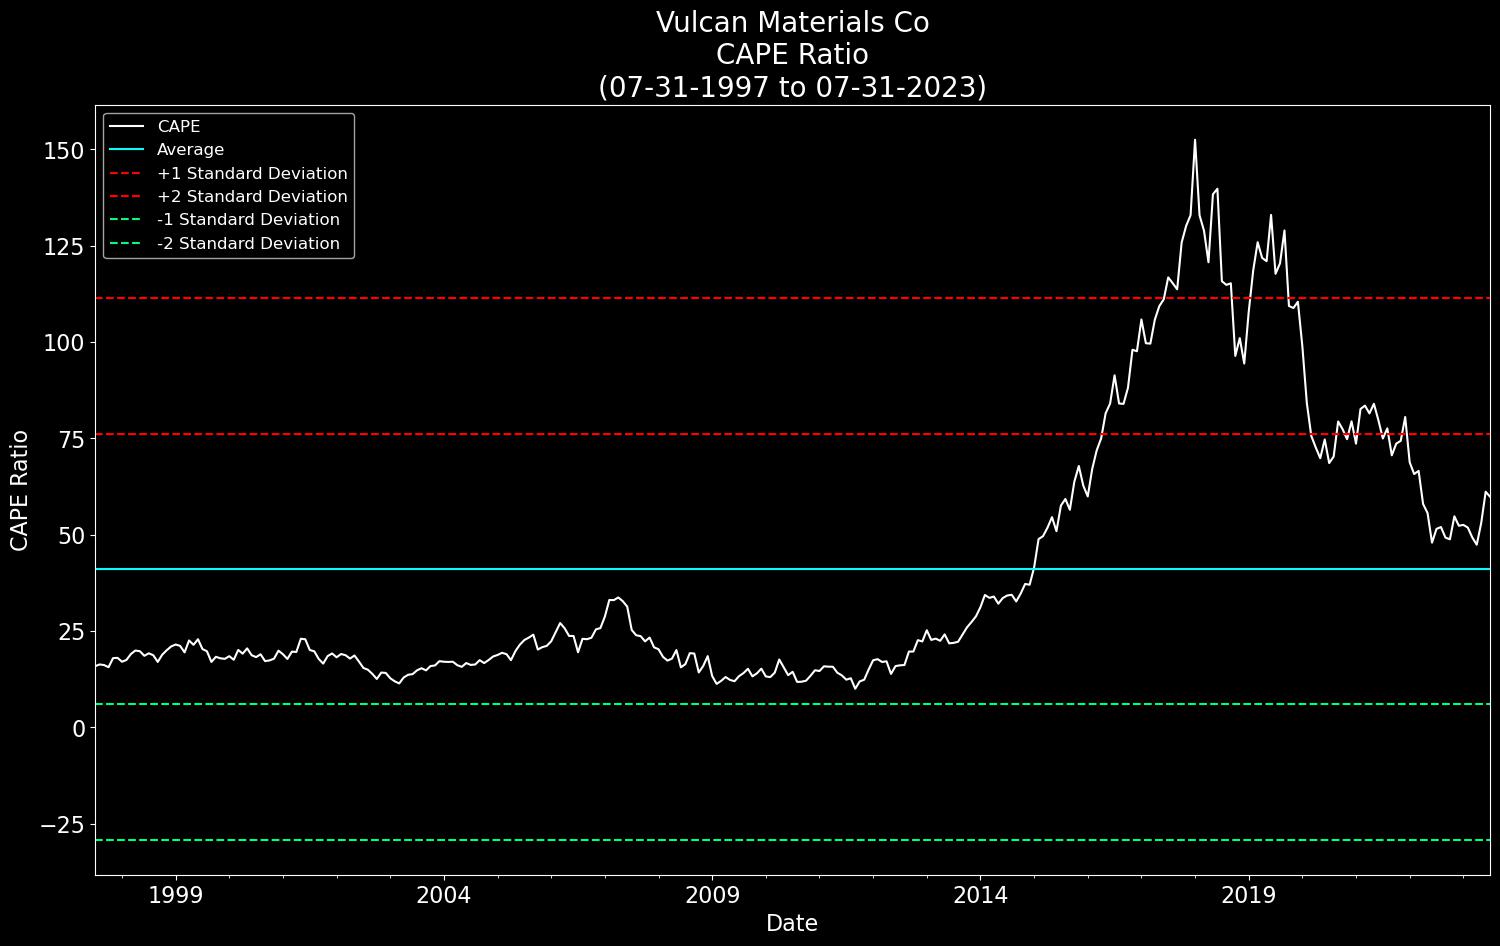 Vulcan Materials Co
CAPE Ratio
(07-31-1997 to 07-31-2023)
CAPE
Average
+1 Standard Deviation
+2 Standard Deviation
-1 Standard Deviation
-2 Standard Deviation
150
125
100
75
50
25
0
−25
CAPE Ratio
1999 2004 2009 2014 2019
Date